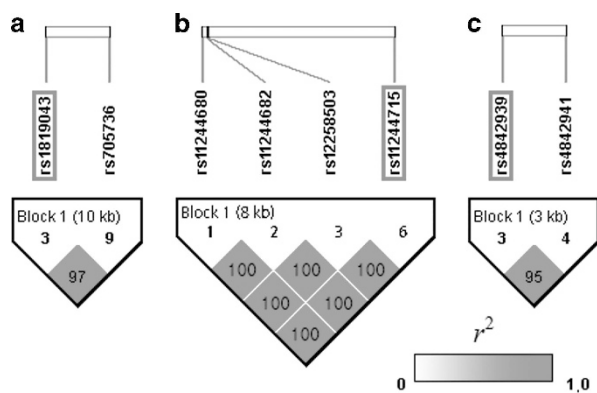 a
rs1819043
rs705736
Block 1 (10 kb)
3 9
97
b
rs11244680
rs11244682
rs12258503
rs11244715
Block 1 (8 kb)
1 2 3 6
100 100 100
100 100
100
c
rs4842939
rs4842941
Block 1 (3 kb)
3 4
95
r²
0 1,0